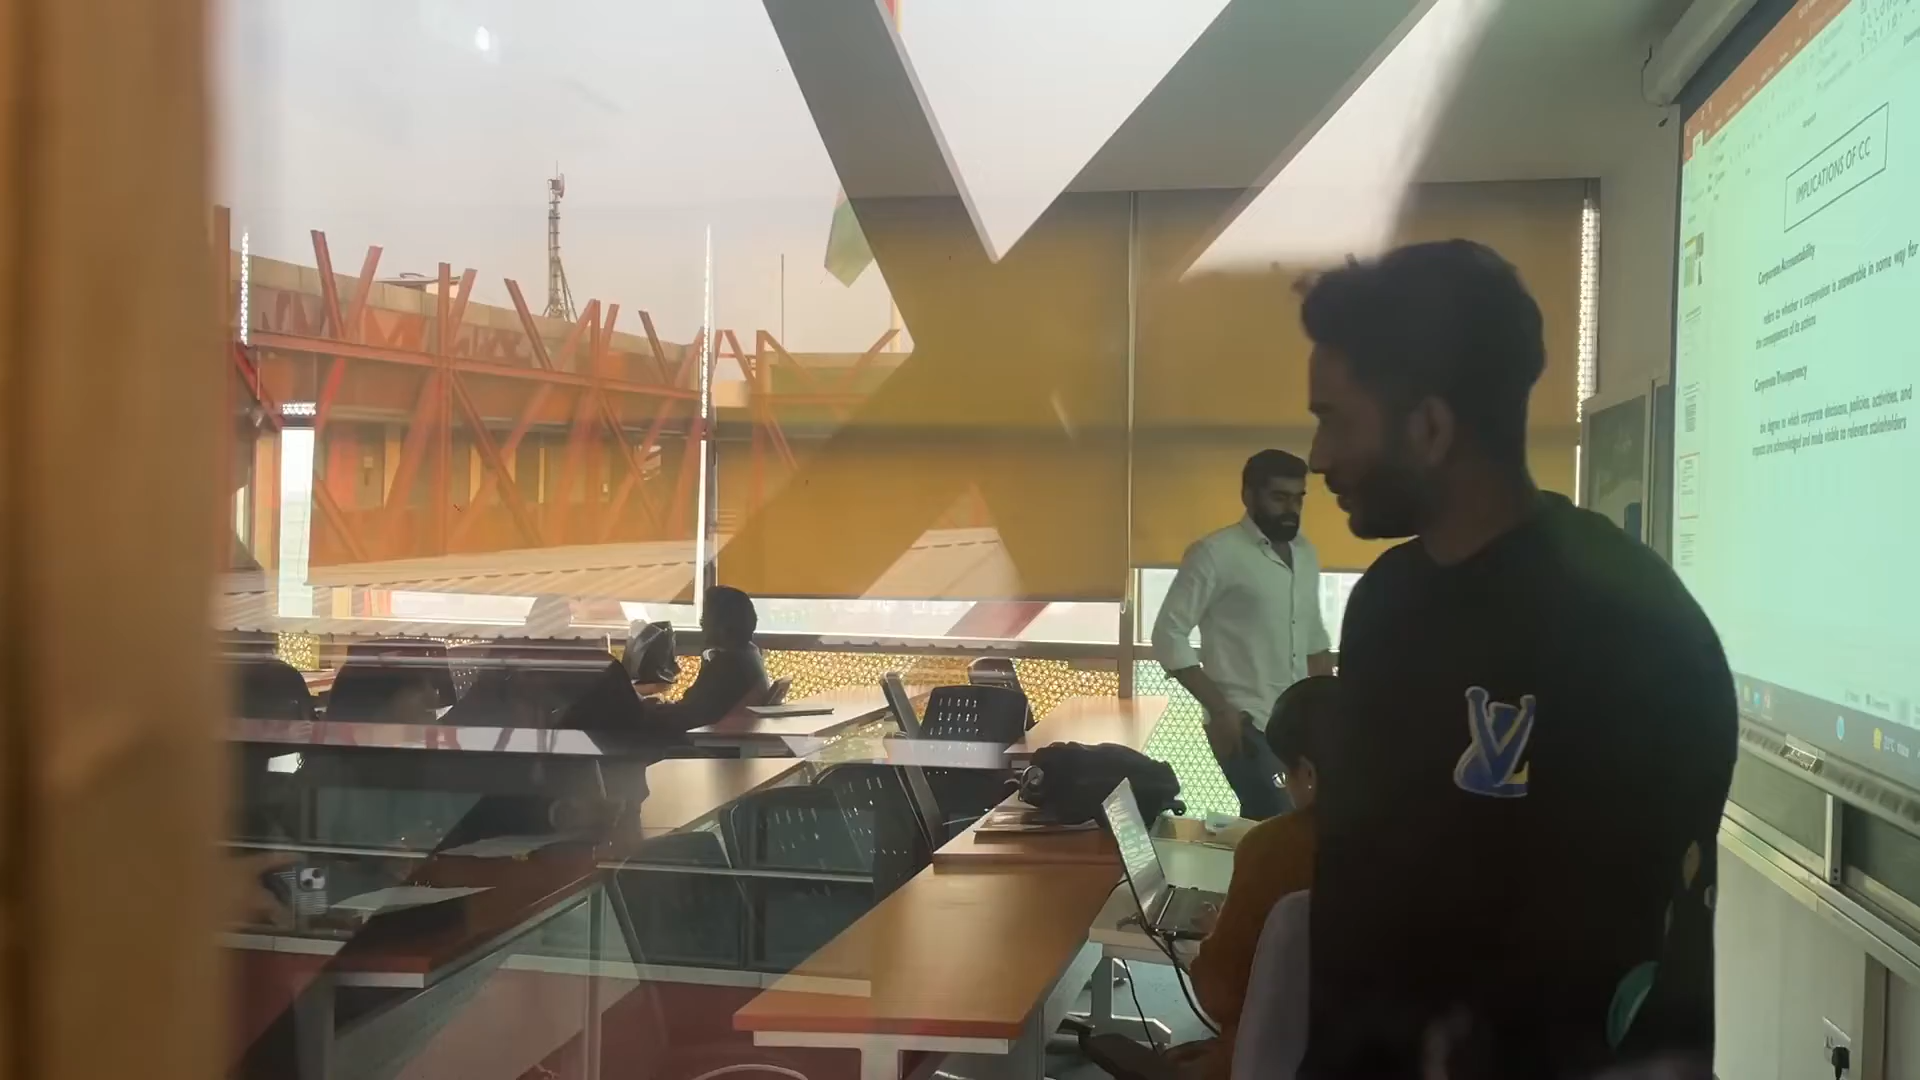 IMPLICATIONS OF CC
Corporate Accountability
refers to whether a corporation is answerable in some way for
the consequences of its actions
Corporate Transparency
the degree to which corporate decisions, policies, activities, and
impacts are acknowledged and made visible to relevant stakeholders